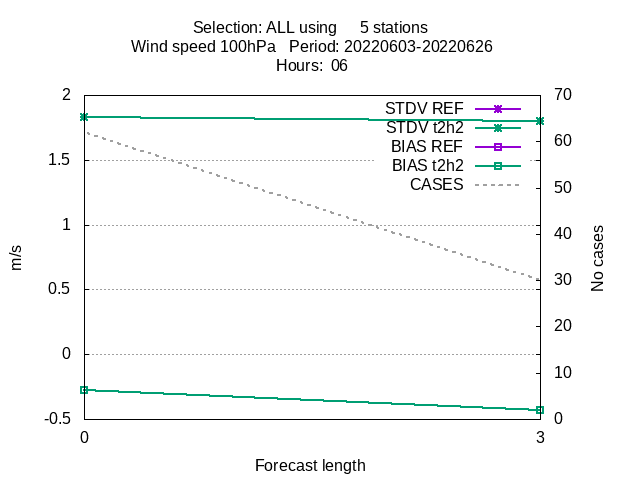 Selection: ALL using     5 stations
Wind speed 100hPa   Period: 20220603-20220626
Hours:  06
2
1.5
1
0.5
0
-0.5
70
60
50
40
30
20
10
0
STDV REF
STDV t2h2
BIAS REF
BIAS t2h2
CASES
m/s
No cases
0
3
Forecast length